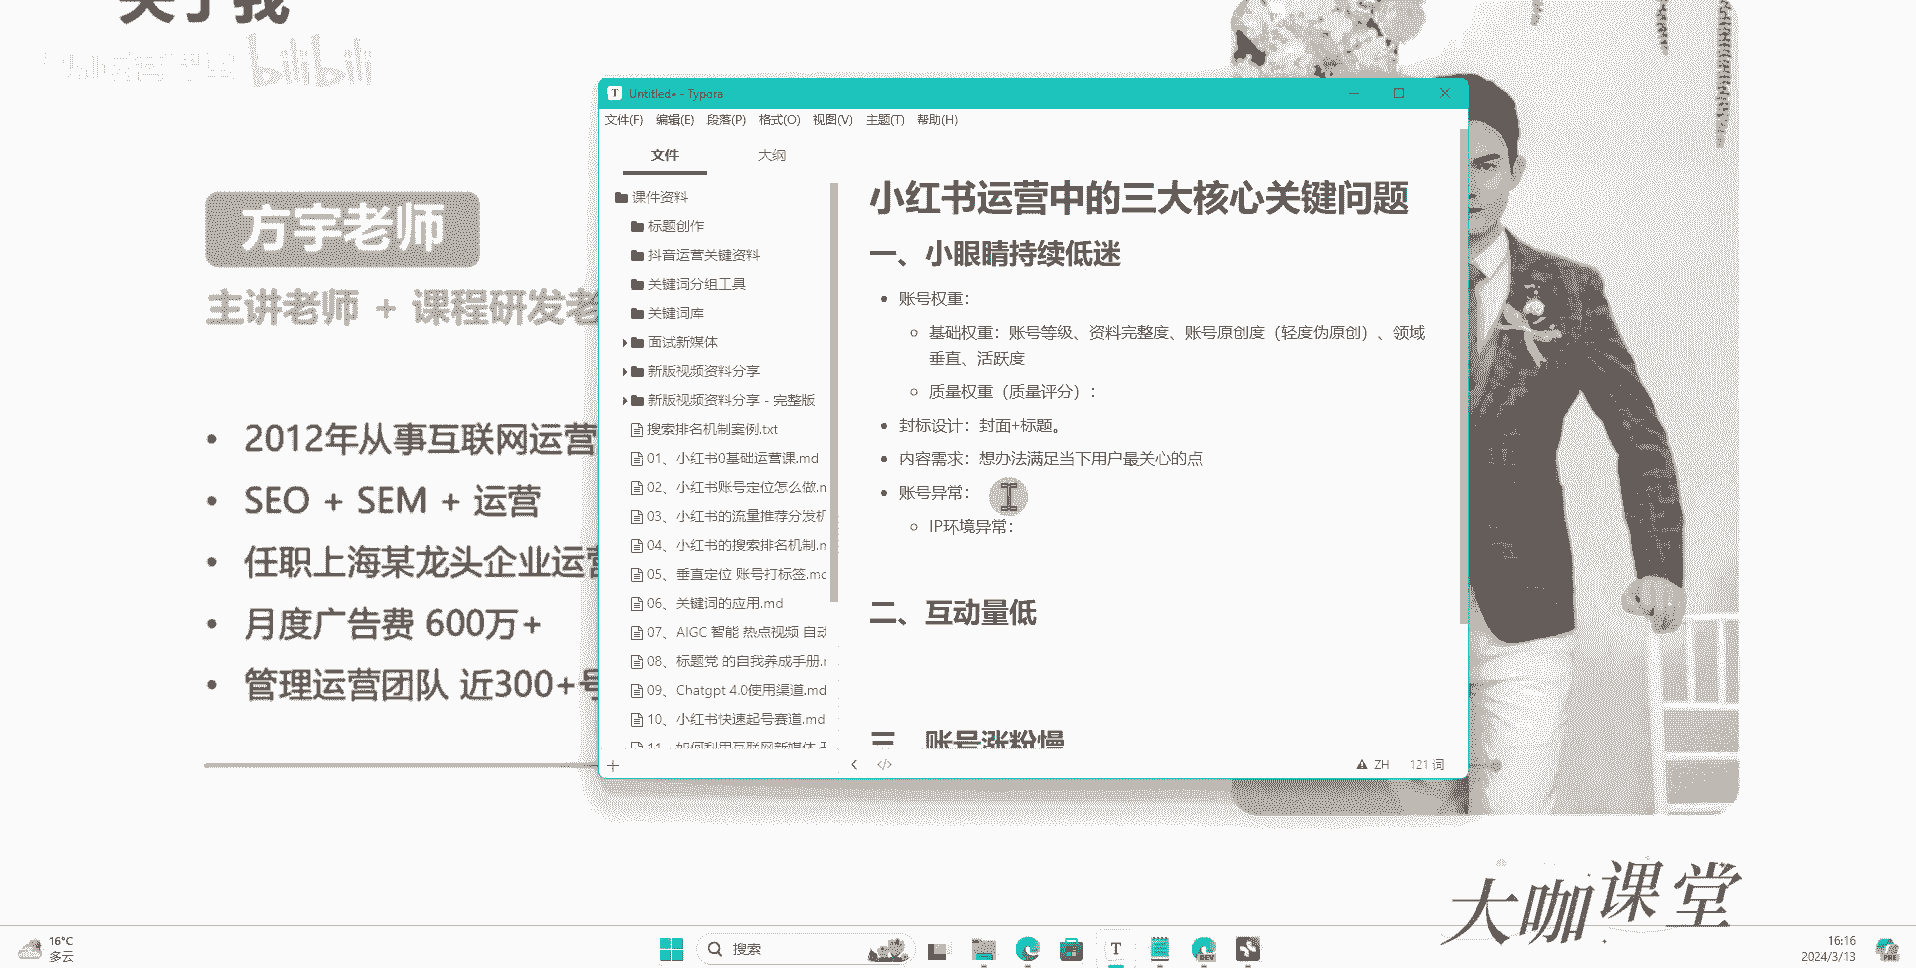 关于我
bilibili
方宇老师
主讲老师 + 课程研发老
• 2012年从事互联网运营
• SEO + SEM + 运营
• 任职上海某龙头企业运营
• 月度广告费 600万+
• 管理运营团队 近300+号
Untitled• - Typora
文件(F) 编辑(E) 段落(P) 格式(O) 视图(V) 主题(T) 帮助(H)
文件 大纲
课件资料
标题创作
抖音运营关键资料
关键词分组工具
关键词库
面试新媒体
新版视频资料分享
新版视频资料分享 - 完整版
搜索排名机制案例.txt
01、小红书0基础运营课.md
02、小红书账号定位怎么做.m
03、小红书的流量推荐分发机
04、小红书的搜索排名机制.m
05、垂直定位 账号打标签.mc
06、关键词的应用.md
07、AIGC 智能 热点视频 自动
08、标题党 的自我养成手册.r
09、Chatgpt 4.0使用渠道.md
10、小红书快速起号赛道.md
11、如何利用互联网新媒体
小红书运营中的三大核心关键问题
一、小眼睛持续低迷
• 账号权重：
○ 基础权重：账号等级、资料完整度、账号原创度（轻度伪原创）、领域
垂直、活跃度
○ 质量权重（质量评分）：
• 封标设计：封面+标题。
• 内容需求：想办法满足当下用户最关心的点
• 账号异常：
○ IP环境异常：
二、互动量低
三、账号涨粉慢
ZH 121 词
大咖课堂
16°C
多云
搜索
DEV
16:16
2024/3/13
PRE